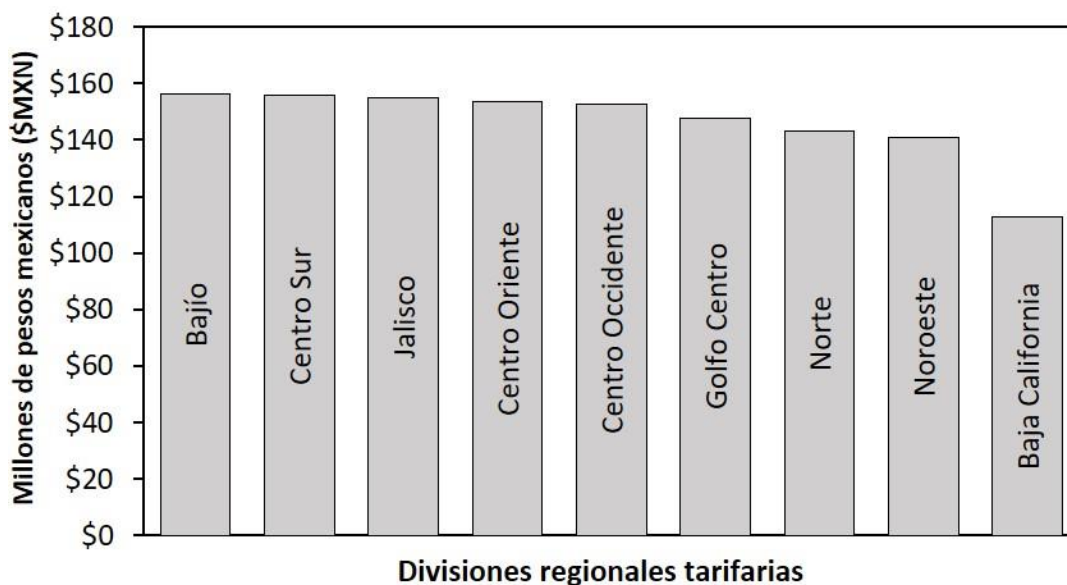 Millones de pesos mexicanos ($MXN)
$180
$160
$140
$120
$100
$80
$60
$40
$20
$0
Bajío
Centro Sur
Jalisco
Centro Oriente
Centro Occidente
Golfo Centro
Norte
Noroeste
Baja California
Divisiones regionales tarifarias